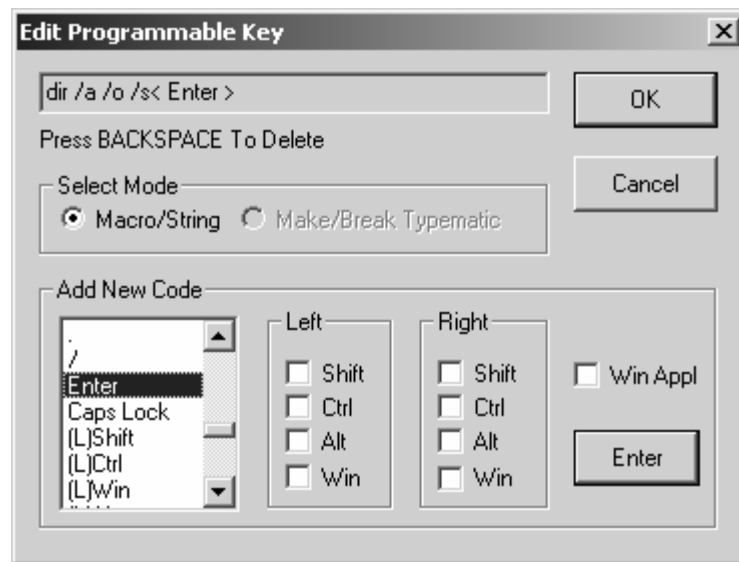 Edit Programmable Key
dir /a /o /s< Enter >
OK
Press BACKSPACE To Delete
Cancel
Select Mode
Macro/String
Make/Break Typematic
Add New Code
.
/
Enter
Caps Lock
(L)Shift
(L)Ctrl
(L)Win
Left
Shift
Ctrl
Alt
Win
Right
Shift
Ctrl
Alt
Win
Win Appl
Enter